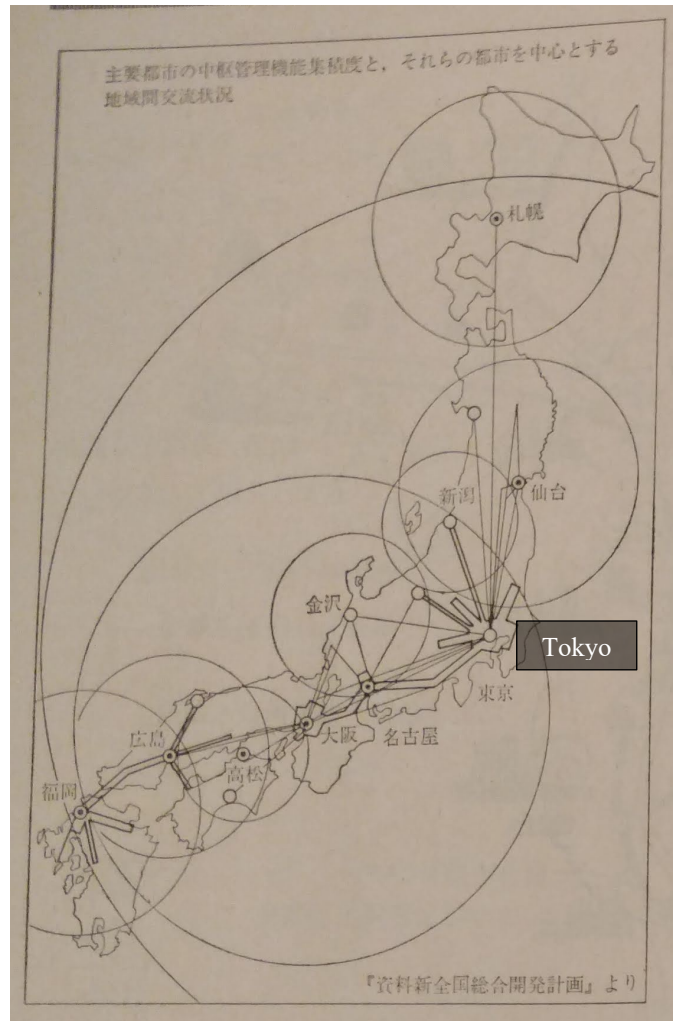 主要都市の中枢管理機能集積度と，それらの都市を中心とする
地域間交流状況
札幌
新潟
仙台
金沢
Tokyo
東京
広島
大阪
名古屋
高松
福岡
『資料新全国総合開発計画』より